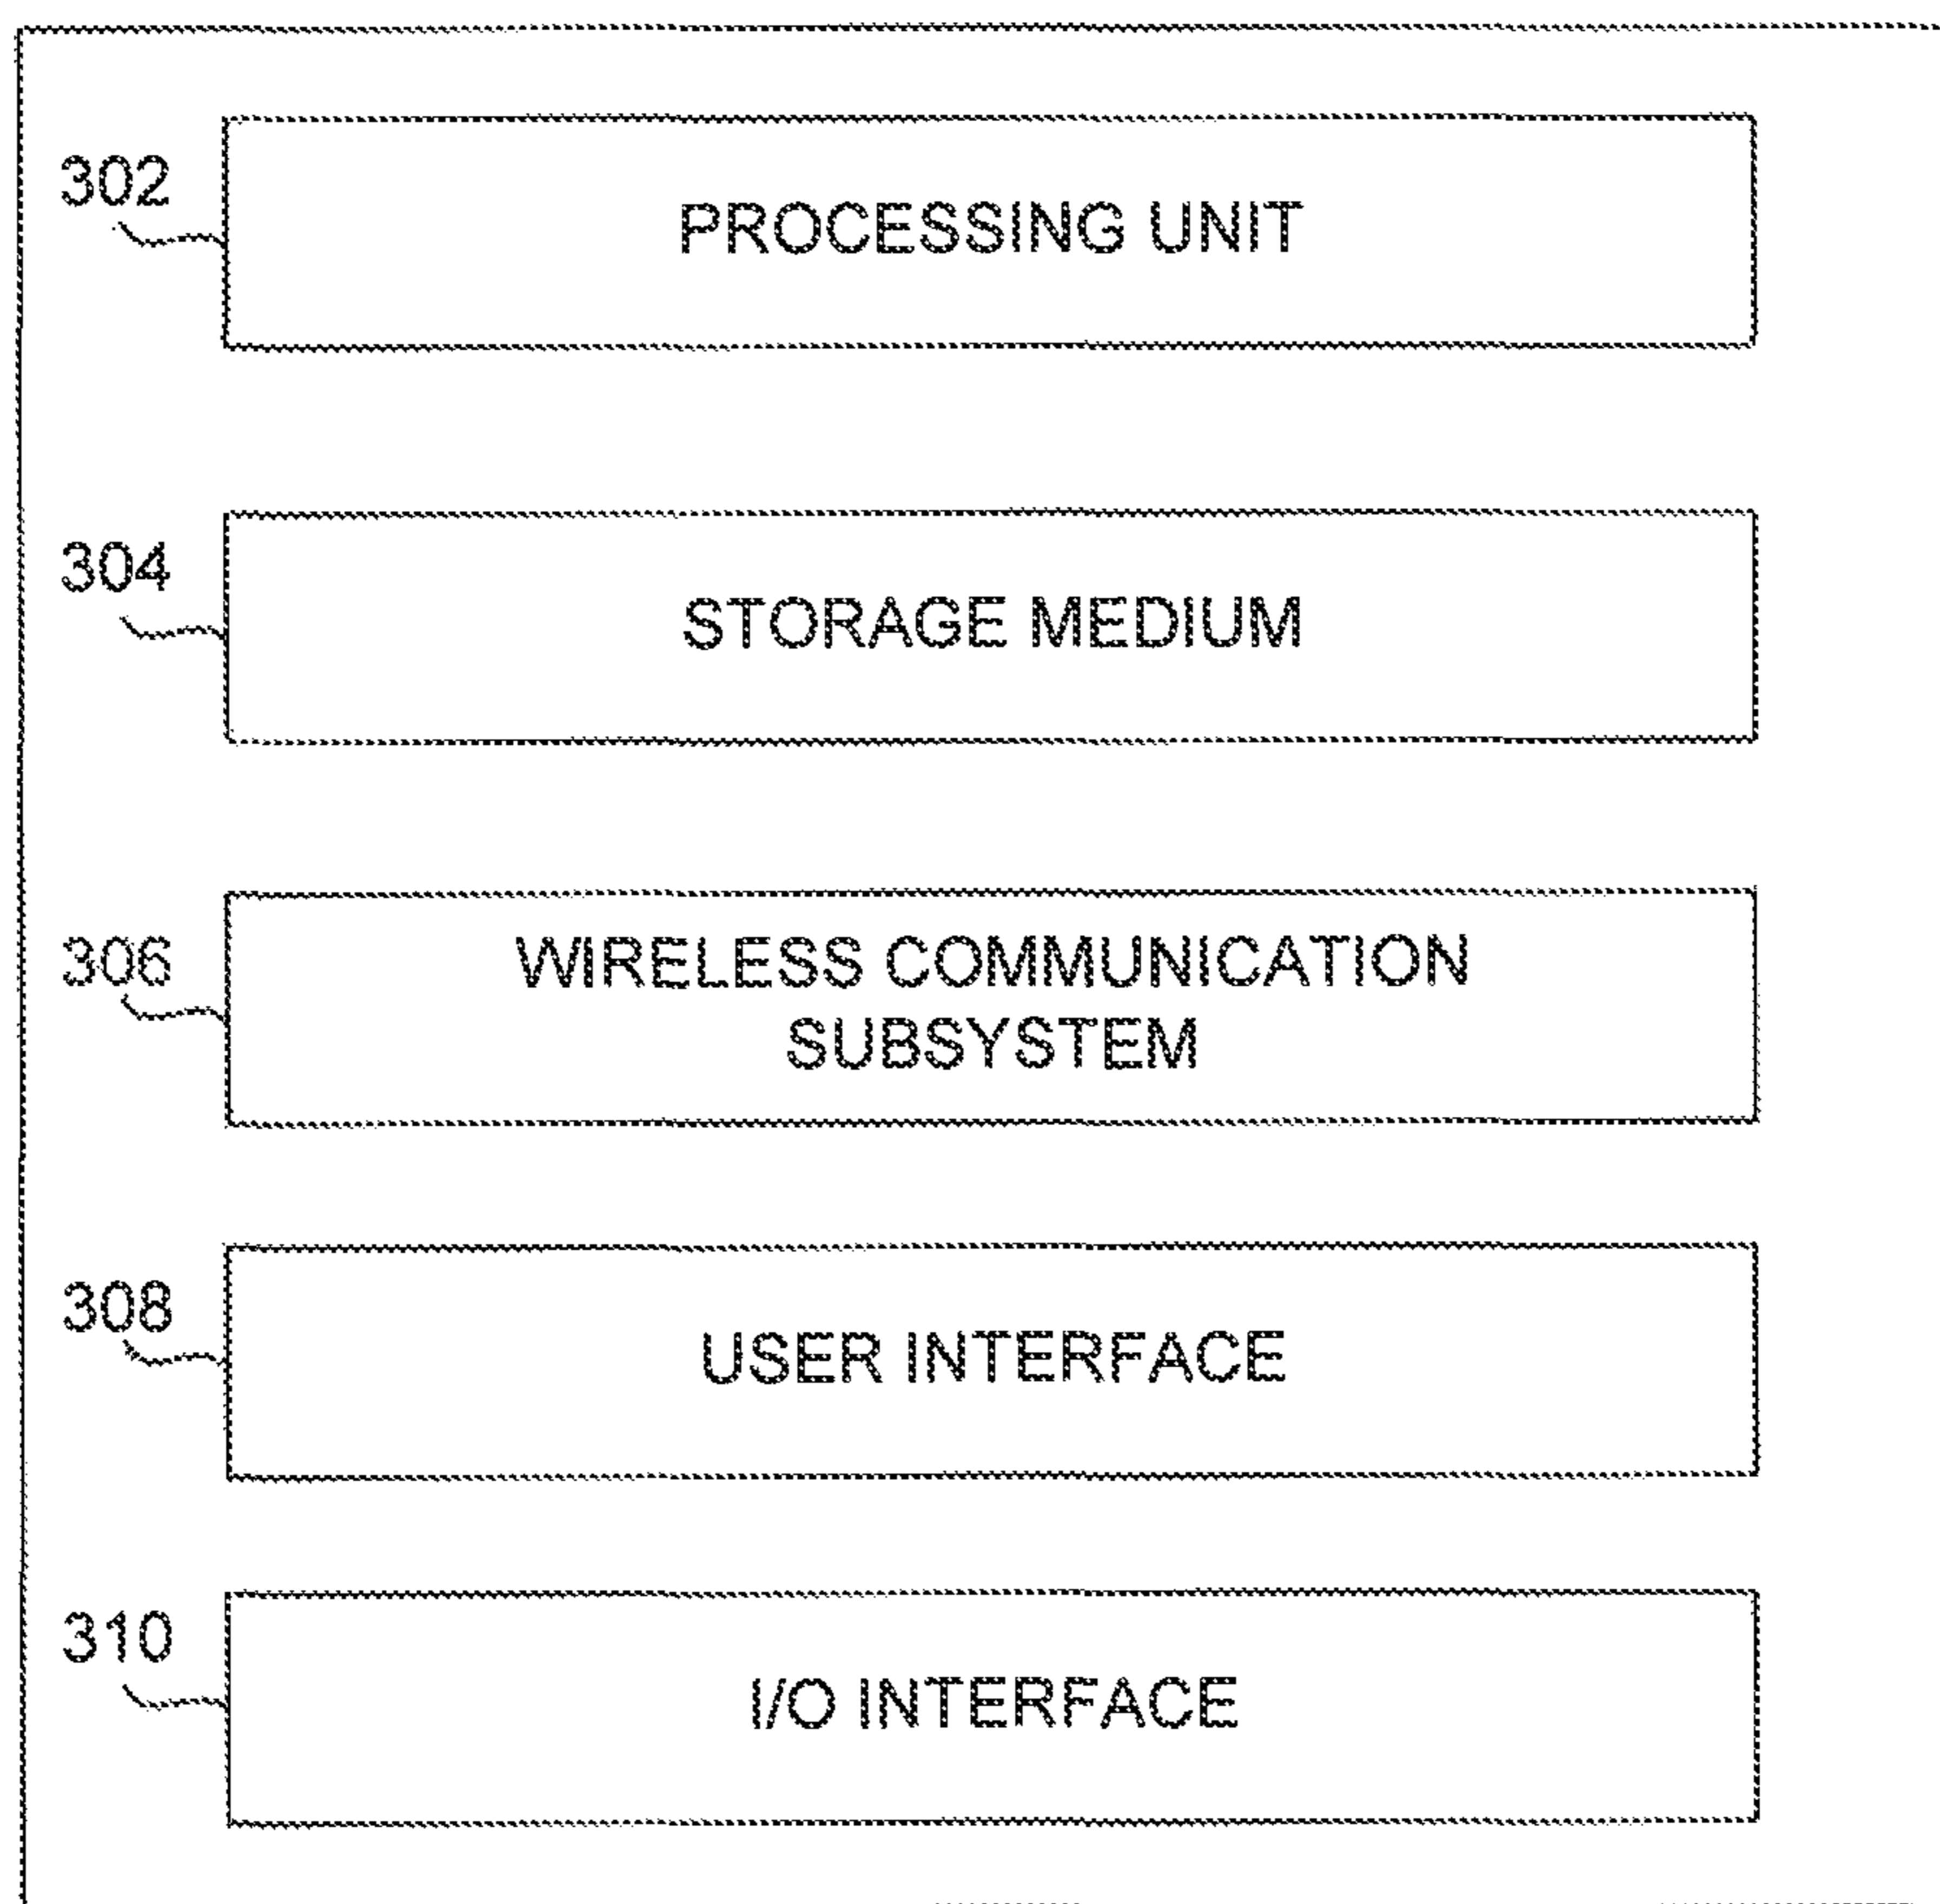 302
PROCESSING UNIT
304
STORAGE MEDIUM
306
WIRELESS COMMUNICATION
SUBSYSTEM
308
USER INTERFACE
310
I/O INTERFACE